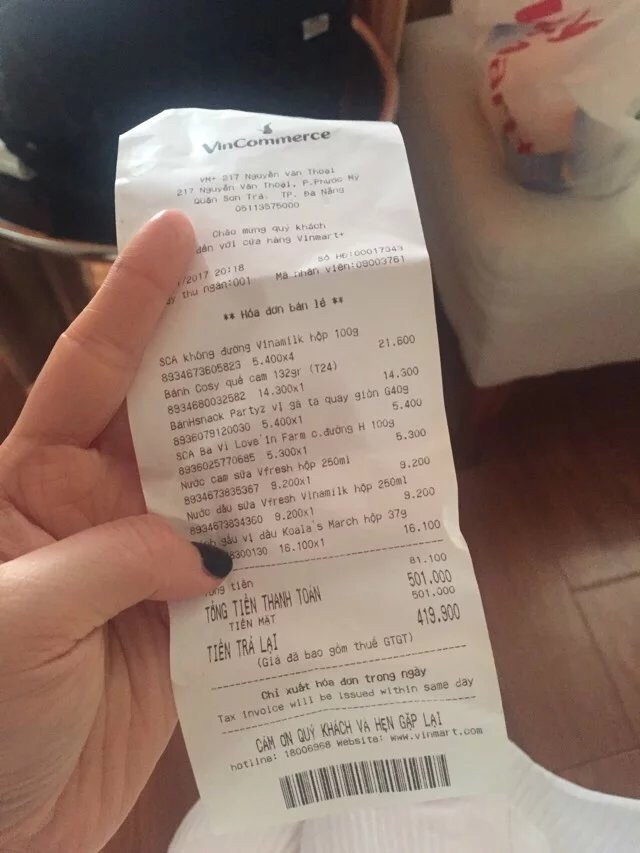 VinCommerce
VM+ 217 Nguyễn Văn Thoại
217 Nguyễn Văn Thoại, P.Phước Mỹ
Quận Sơn Trà, TP. Đà Nẵng
05113575000
Chào mừng quý khách
đến với cửa hàng Vinmart+
/2017 20:18 Số HĐ:00017343
thu ngân:001 Mã nhân viên:08003761
** Hóa đơn bán lẻ **
SCA không đường Vinamilk hộp 100g
8934673605823 5.400x4 21.600
Bánh Cosy quế cam 132gr (T24)
8934680032582 14.300x1 14.300
BánHsnack Partyz vị gà ta quay giòn G40g
8936079120030 5.400x1 5.400
SCA Ba Vì Love'in Farm c.đường H 100g
8936025770685 5.300x1 5.300
Nước cam sữa Vfresh hộp 250ml
8934673835367 9.200x1 9.200
Nước dâu sữa Vfresh Vinamilk hộp 250ml
8934673834360 9.200x1 9.200
gấu vị dâu Koala's March hộp 37g
8300130 16.100x1 16.100
tiền 81.100
TỔNG TIỀN THANH TOÁN 501.000
TIỀN MẶT 501.000
TIỀN TRẢ LẠI 419.900
(Giá đã bao gồm thuế GTGT)
Chỉ xuất hóa đơn trong ngày
Tax invoice will be issued within same day
CẢM ƠN QUÝ KHÁCH VÀ HẸN GẶP LẠI
hotline: 18006968 Website: www.vinmart.com